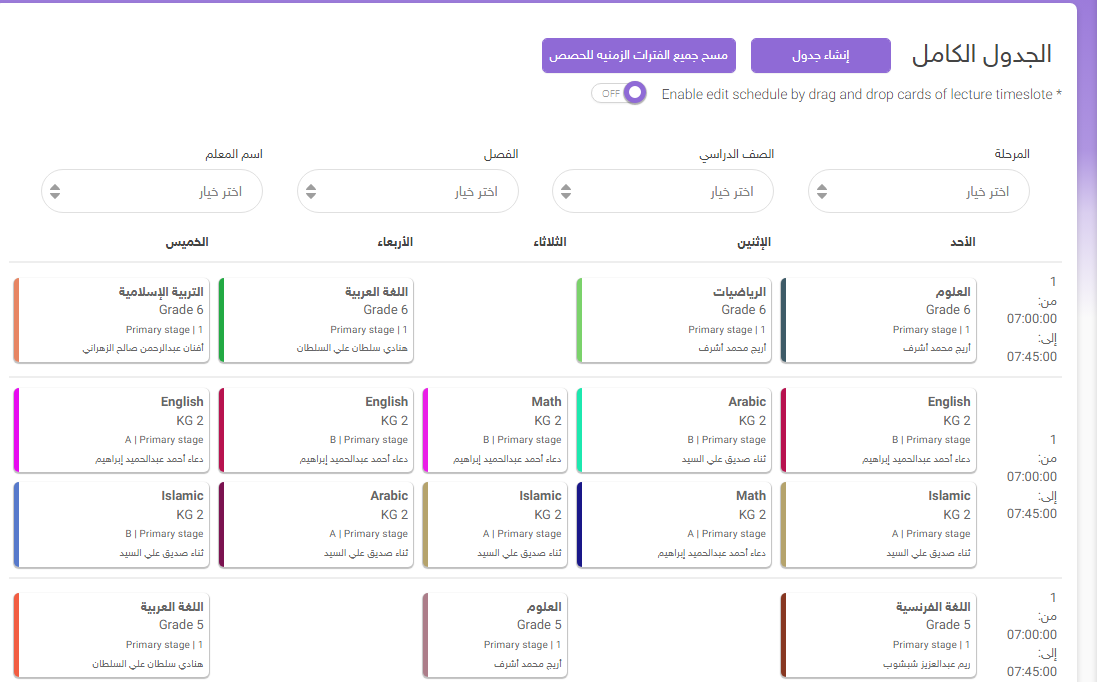 الجدول الكامل
إنشاء جدول
مسح جميع الفترات الزمنيه للحصص
Enable edit schedule by drag and drop cards of lecture timeslote *
OFF
المرحلة
الصف الدراسي
الفصل
اسم المعلم
اختر خيار
اختر خيار
اختر خيار
اختر خيار
الأحد
الإثنين
الثلاثاء
الأربعاء
الخميس
1
من:
07:00:00
إلى:
07:45:00
العلوم
Grade 6
Primary stage | 1
أريج محمد أشرف
الرياضيات
Grade 6
Primary stage | 1
أريج محمد أشرف
اللغة العربية
Grade 6
Primary stage | 1
هنادي سلطان علي السلطان
التربية الإسلامية
Grade 6
Primary stage | 1
أفنان عبدالرحمن صالح الزهراني
1
من:
07:00:00
إلى:
07:45:00
English
KG 2
B | Primary stage
دعاء أحمد عبدالحميد إبراهيم
Arabic
KG 2
B | Primary stage
ثناء صديق علي السيد
Math
KG 2
B | Primary stage
دعاء أحمد عبدالحميد إبراهيم
English
KG 2
B | Primary stage
دعاء أحمد عبدالحميد إبراهيم
English
KG 2
A | Primary stage
دعاء أحمد عبدالحميد إبراهيم
Islamic
KG 2
A | Primary stage
ثناء صديق علي السيد
Math
KG 2
A | Primary stage
دعاء أحمد عبدالحميد إبراهيم
Islamic
KG 2
A | Primary stage
ثناء صديق علي السيد
Arabic
KG 2
A | Primary stage
ثناء صديق علي السيد
Islamic
KG 2
B | Primary stage
ثناء صديق علي السيد
1
من:
07:00:00
إلى:
07:45:00
اللغة الفرنسية
Grade 5
Primary stage | 1
ريم عبدالعزيز شبشوب
العلوم
Grade 5
Primary stage | 1
أريج محمد أشرف
اللغة العربية
Grade 5
Primary stage | 1
هنادي سلطان علي السلطان